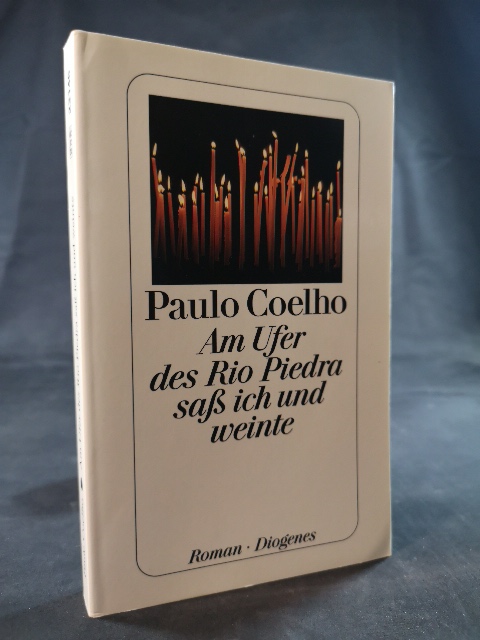 Paulo Coelho
Am Ufer
des Rio Piedra
saß ich und
weinte
Roman · Diogenes